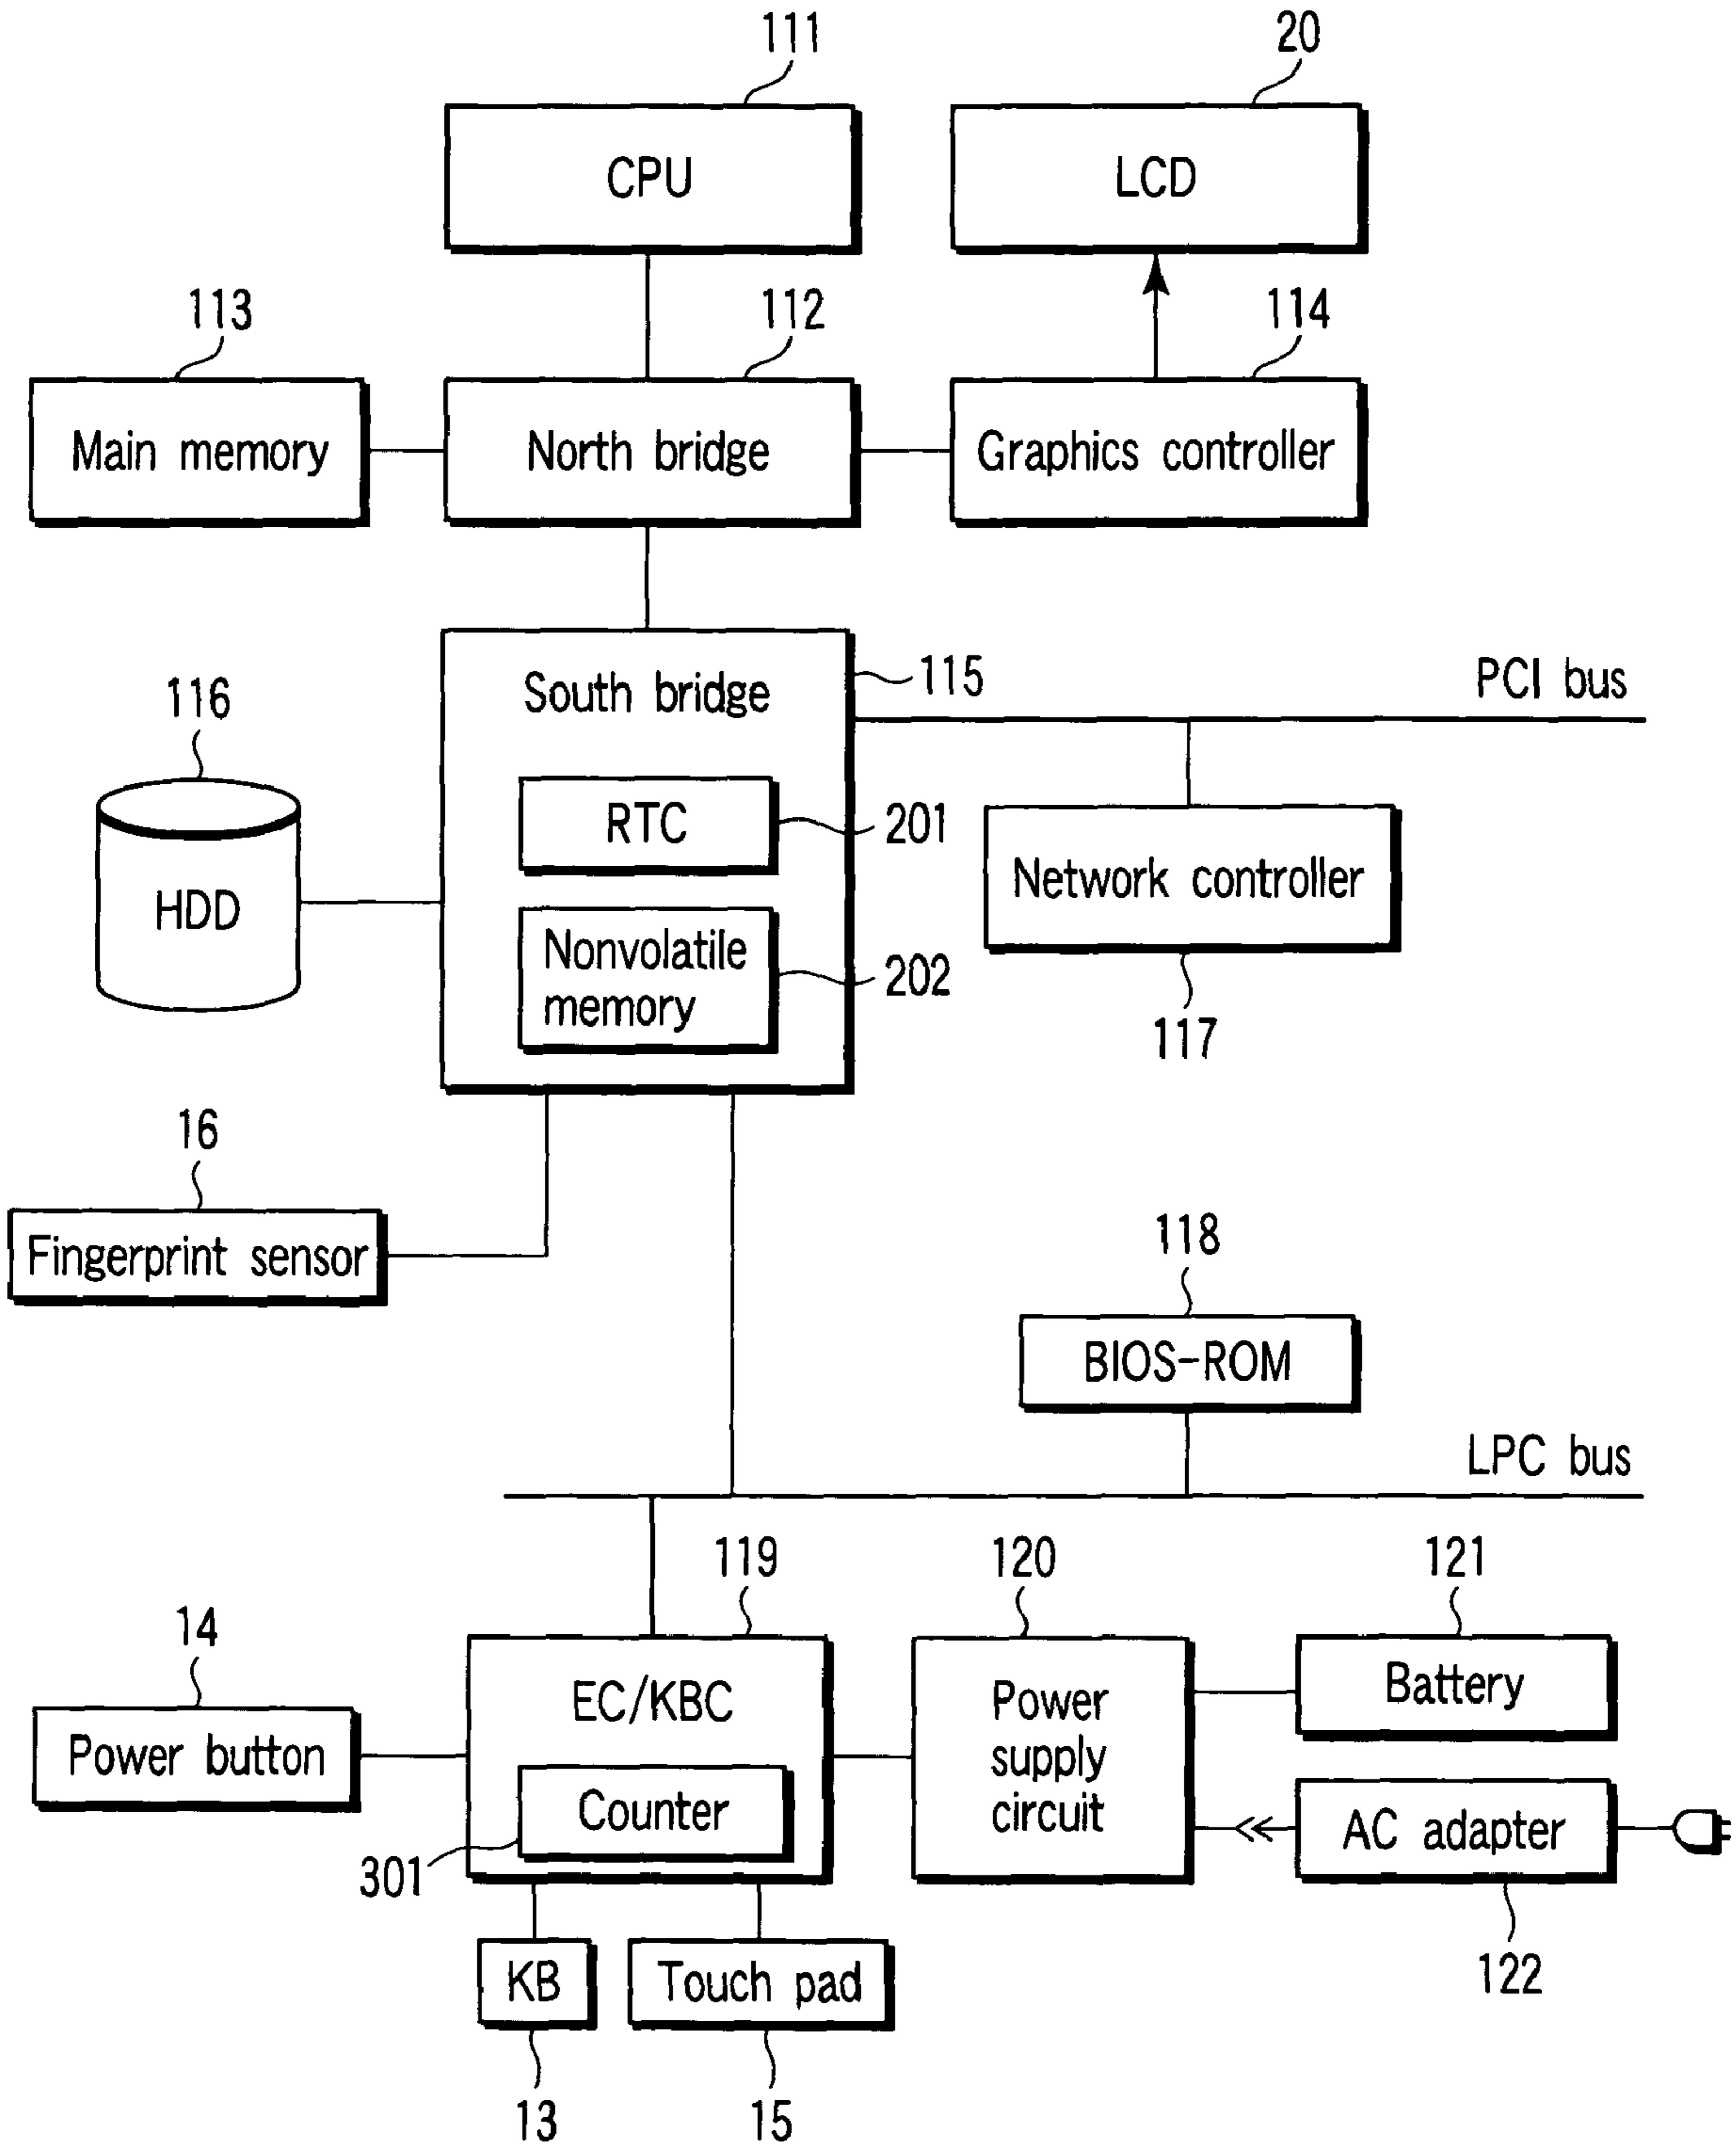 111
20
CPU
LCD
113
112
114
Main memory
North bridge
Graphics controller
South bridge
115
PCI bus
116
RTC
201
HDD
Network controller
Nonvolatile
memory
202
117
16
Fingerprint sensor
118
BIOS-ROM
LPC bus
119
120
121
14
EC/KBC
Power
supply
circuit
Battery
Power button
Counter
AC adapter
301
KB
Touch pad
122
13
15